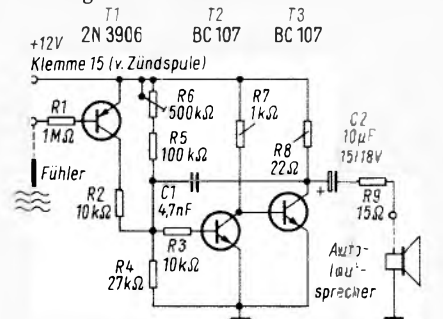 T1 T2 T3
2N 3906 BC 107 BC 107
+12V
Klemme 15 (v. Zündspule)
R6
500kΩ
R7
1kΩ
C2
10µF
15/18V
R1
1MΩ
R5
100kΩ
R8
22Ω
Fühler
C1
4,7nF
+
R9
15Ω
R2
10kΩ
R3
10kΩ
R4
27kΩ
Auto-
laut-
sprecher